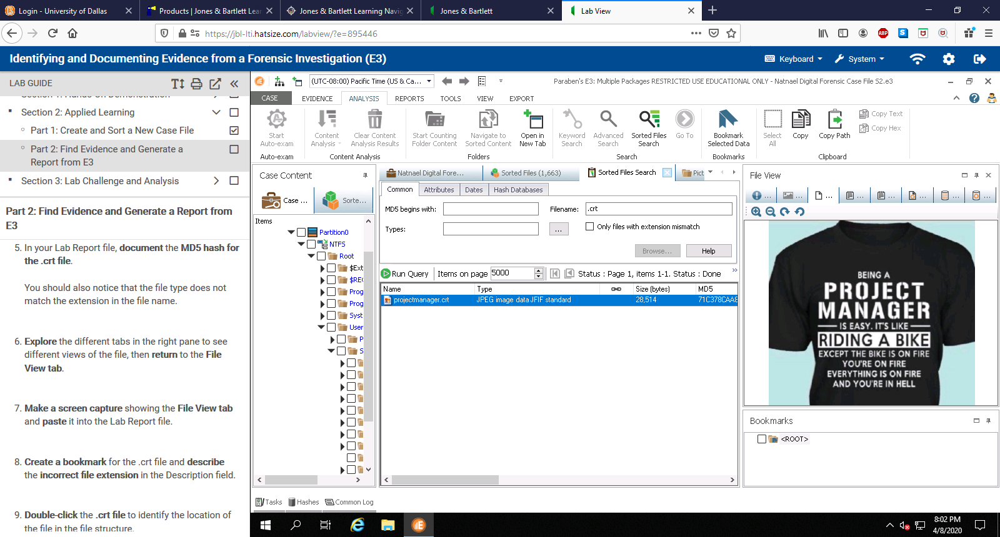 Login - University of Dallas
Products | Jones & Bartlett Lear
Jones & Bartlett Learning Navig
Jones & Bartlett
Lab View
https://jbl-lti.hatsize.com/labview/?e=895446
Identifying and Documenting Evidence from a Forensic Investigation (E3)
Keyboard
System
LAB GUIDE
Section 2: Applied Learning
Part 1: Create and Sort a New Case File
Part 2: Find Evidence and Generate a
Report from E3
Section 3: Lab Challenge and Analysis
Part 2: Find Evidence and Generate a Report from
E3
5. In your Lab Report file, document the MD5 hash for
the .crt file.
You should also notice that the file type does not
match the extension in the file name.
6. Explore the different tabs in the right pane to see
different views of the file, then return to the File
View tab.
7. Make a screen capture showing the File View tab
and paste it into the Lab Report file.
8. Create a bookmark for the .crt file and describe
the incorrect file extension in the Description field.
9. Double-click the .crt file to identify the location of
the file in the file structure.
(UTC-08:00) Pacific Time (US & Ca...
Paraben's E3: Multiple Packages RESTRICTED USE EDUCATIONAL ONLY - Natnael Digital Forensic Case File S2.e3
CASE
EVIDENCE
ANALYSIS
REPORTS
TOOLS
VIEW
EXPORT
Start
Auto-exam
Content
Analysis
Clear Content
Analysis Results
Start Counting
Folder Content
Navigate to
Sorted Content
Open in
New Tab
Keyword
Search
Advanced
Search
Sorted Files
Search
Go To
Bookmark
Selected Data
Select
All
Copy
Copy Path
Copy Text
Copy Hex
Auto-exam
Content Analysis
Folders
Search
Bookmarks
Clipboard
Case Content
Case ...
Sorte...
Items
Partition0
NTFS
Root
$Ext
$REC
Prog
Prog
Syst
User
P
S
Tasks
Hashes
Common Log
Natnael Digital Fore...
Sorted Files (1,663)
Sorted Files Search
Pict
Common
Attributes
Dates
Hash Databases
MD5 begins with:
Filename:
.crt
Types:
...
Only files with extension mismatch
Browse...
Help
Run Query
Items on page
5000
Status : Page 1, items 1-1. Status : Done
Name
Type
Size (bytes)
MD5
projectmanager.crt
JPEG image data JFIF standard
28,514
71C378CAA8
File View
... ... ... ... ... ... ... ...
BEING A
PROJECT
MANAGER
IS EASY. IT'S LIKE
RIDING A BIKE
EXCEPT THE BIKE IS ON FIRE
YOU'RE ON FIRE
EVERYTHING IS ON FIRE
AND YOU'RE IN HELL
Bookmarks
<ROOT>
8:02 PM
4/8/2020